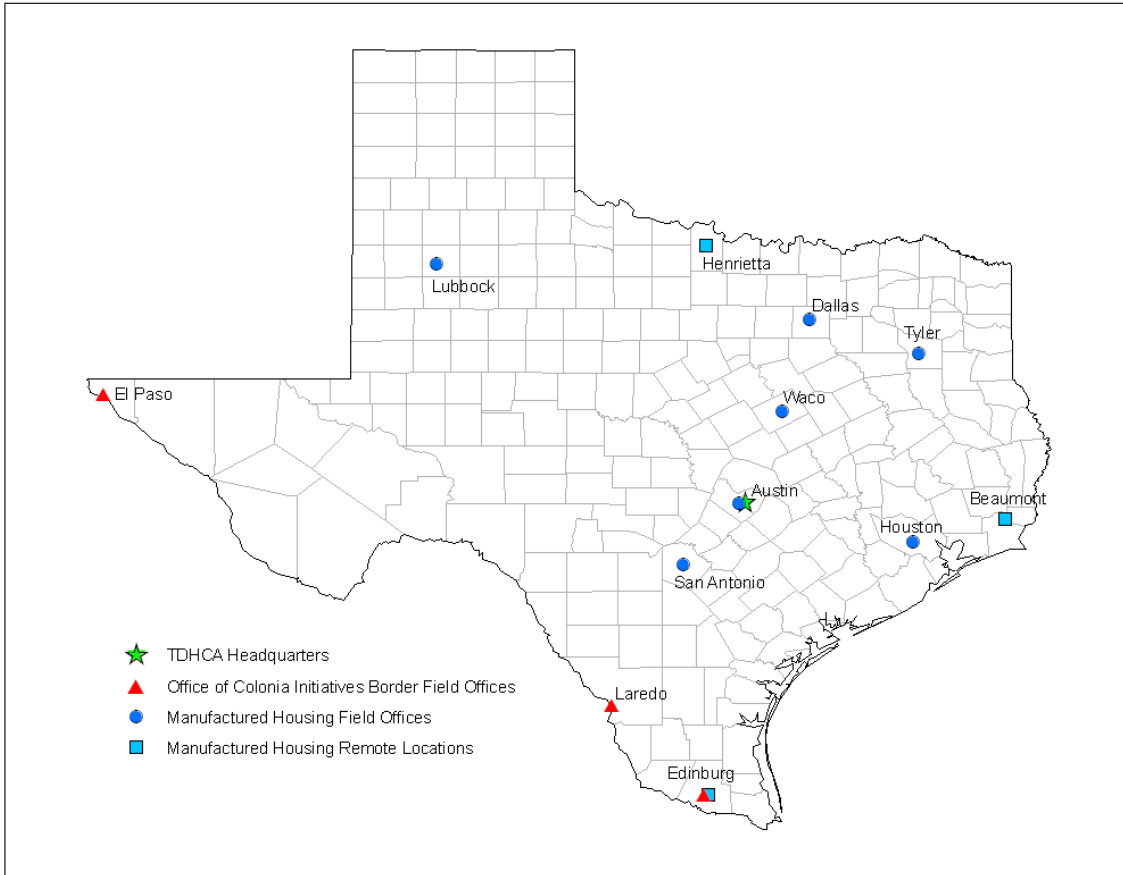 Henrietta
Lubbock
Dallas
Tyler
El Paso
Waco
Austin
Beaumont
Houston
San Antonio
TDHCA Headquarters
Office of Colonia Initiatives Border Field Offices
Laredo
Manufactured Housing Field Offices
Manufactured Housing Remote Locations
Edinburg